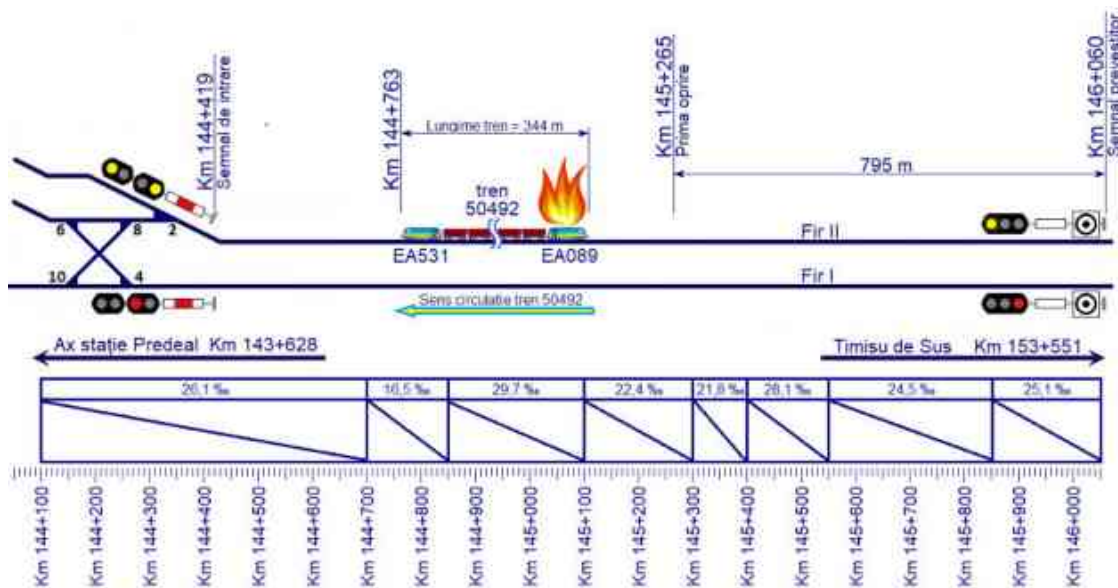 Km 144+419
Semnal de intrare
Km 144+763
Lungime tren = 344 m
Km 145+265
Prima oprire
Km 146+060
Semnal prevestitor
795 m
tren
50492
6
8
2
EA531
EA089
Fir II
10
4
Fir I
Sens circulatie tren 50492
Ax stație Predeal Km 143+628
Timisu de Sus Km 153+551
26,1 ‰
16,5 ‰
29.7 ‰
22,4 ‰
21,8 ‰
28,1 ‰
24,5 ‰
25,1 ‰
Km 144+100
Km 144+200
Km 144+300
Km 144+400
Km 144+500
Km 144+600
Km 144+700
Km 144+800
Km 144+900
Km 145+000
Km 145+100
Km 145+200
Km 145+300
Km 145+400
Km 145+500
Km 145+600
Km 145+700
Km 145+800
Km 145+900
Km 146+000